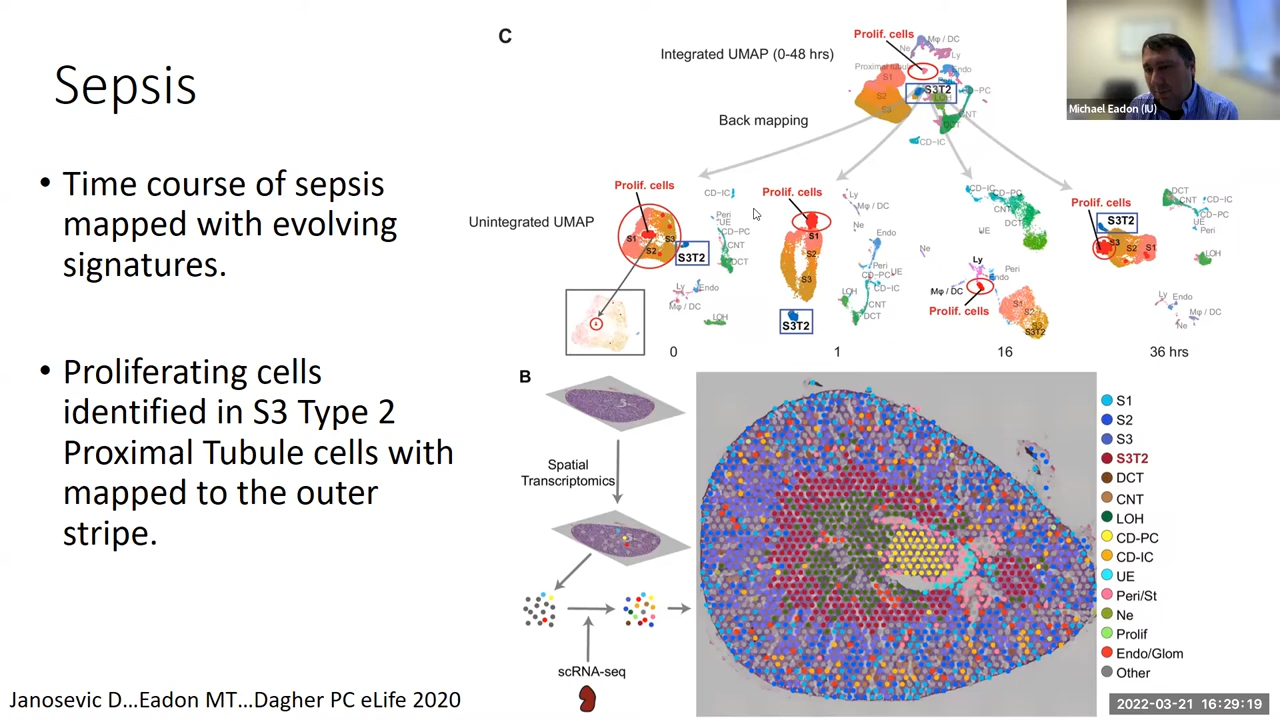 Sepsis
• Time course of sepsis
mapped with evolving
signatures.
• Proliferating cells
identified in S3 Type 2
Proximal Tubule cells with
mapped to the outer
stripe.
Janosevic D...Eadon MT...Dagher PC eLife 2020
C
Integrated UMAP (0-48 hrs)
Prolif. cells
Mφ / DC
Ne
Ly
Proximal tubule
Endo
S1
S2
S3
S3T2
CD-PC
LOH
CNT
DCT
CD-IC
Back mapping
Unintegrated UMAP
Prolif. cells
CD-IC
Peri
UE
CD-PC
S1
S3
S2
S3T2
CNT
DCT
Ly
Endo
Mφ / DC
LOH
0
Prolif. cells
Ly
Mφ / DC
Ne
S1
Endo
S2
Peri
UE
S3
CD-IC
LOH
CNT
DCT
S3T2
1
CD-IC
CD-PC
CNT
UE
DCT
Ne
Ly
Peri
Endo
Mφ / DC
Prolif. cells
S1
S2
S3
S3T2
16
Prolif. cells
S3T2
S3
S2
S1
DCT
CNT
CD-IC
CD-PC
UE
Peri
LOH
Ly
Endo
Mφ / DC
Ne
36 hrs
B
Spatial
Transcriptomics
scRNA-seq
S1
S2
S3
S3T2
DCT
CNT
LOH
CD-PC
CD-IC
UE
Peri/St
Ne
Prolif
Endo/Glom
Other
Michael Eadon (IU)
2022-03-21 16:29:19